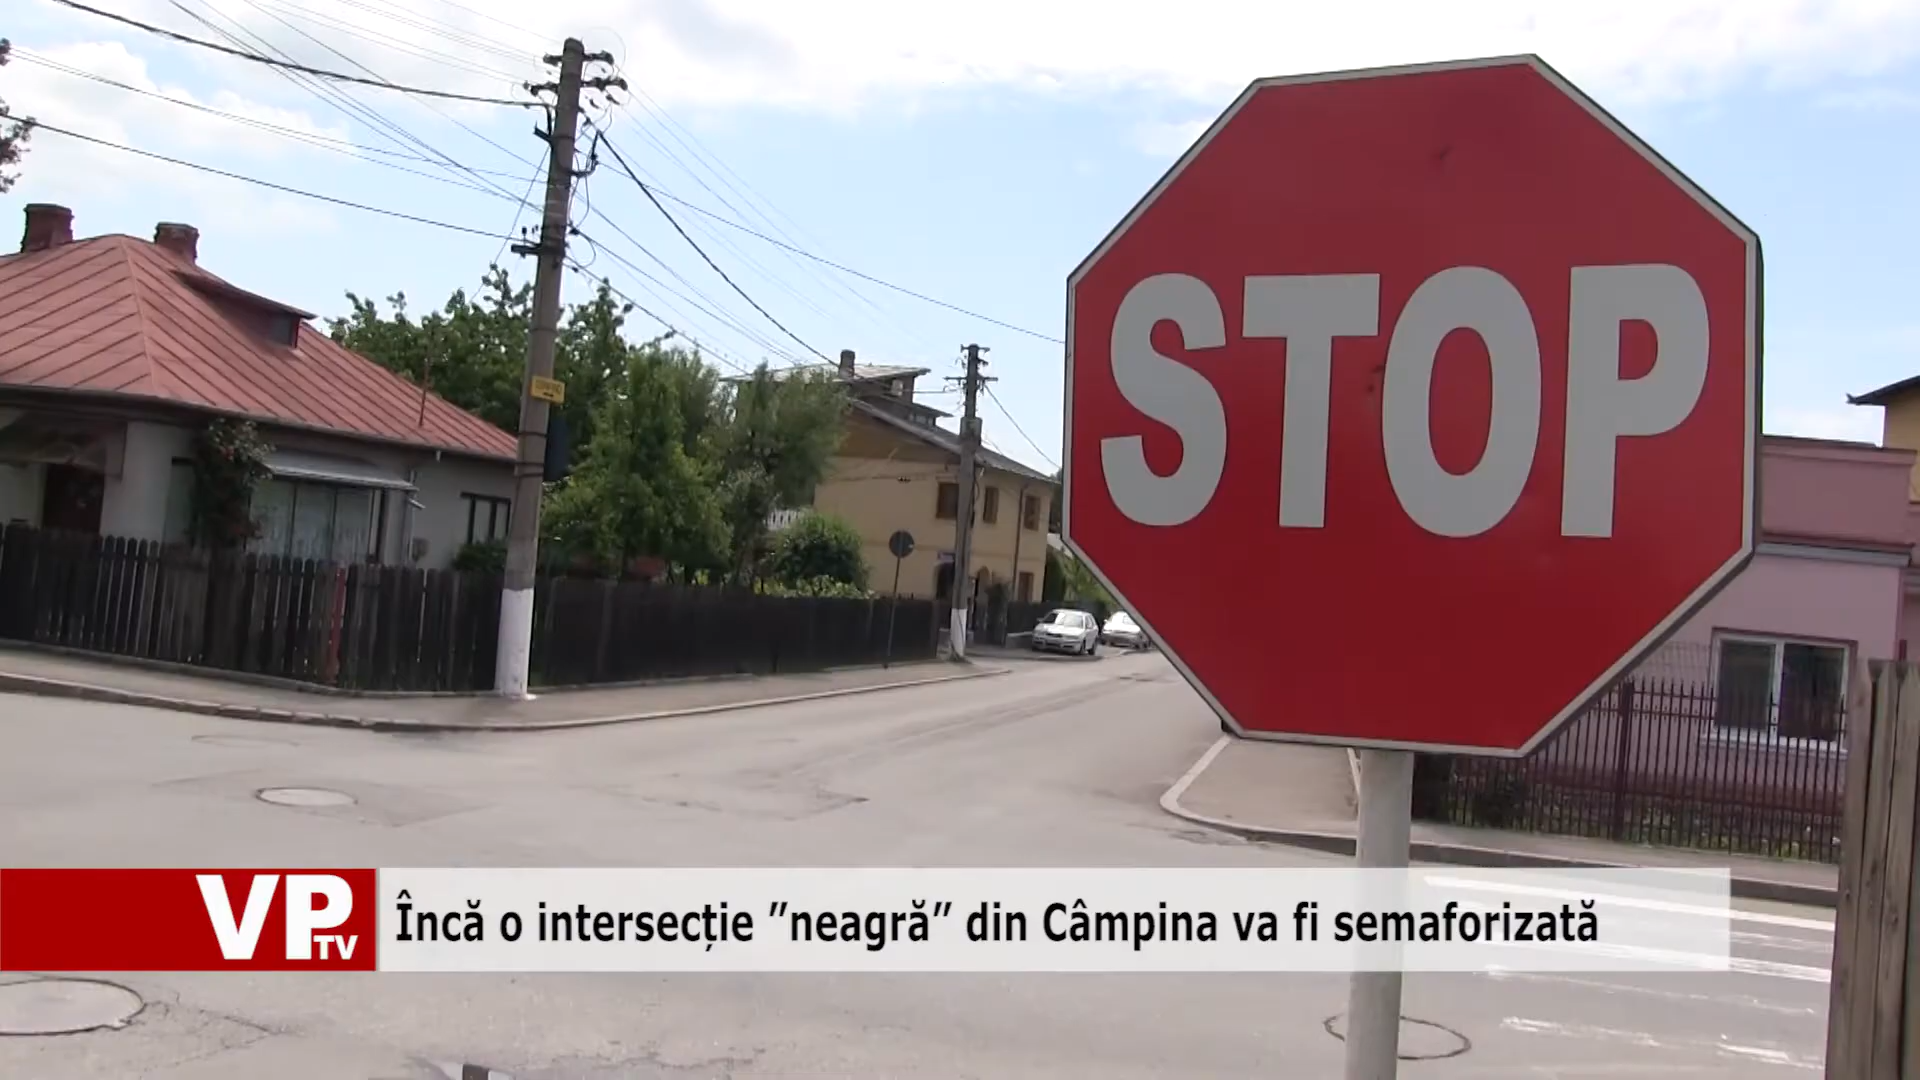 STOP
VP TV
Încă o intersecție ”neagră” din Câmpina va fi semaforizată